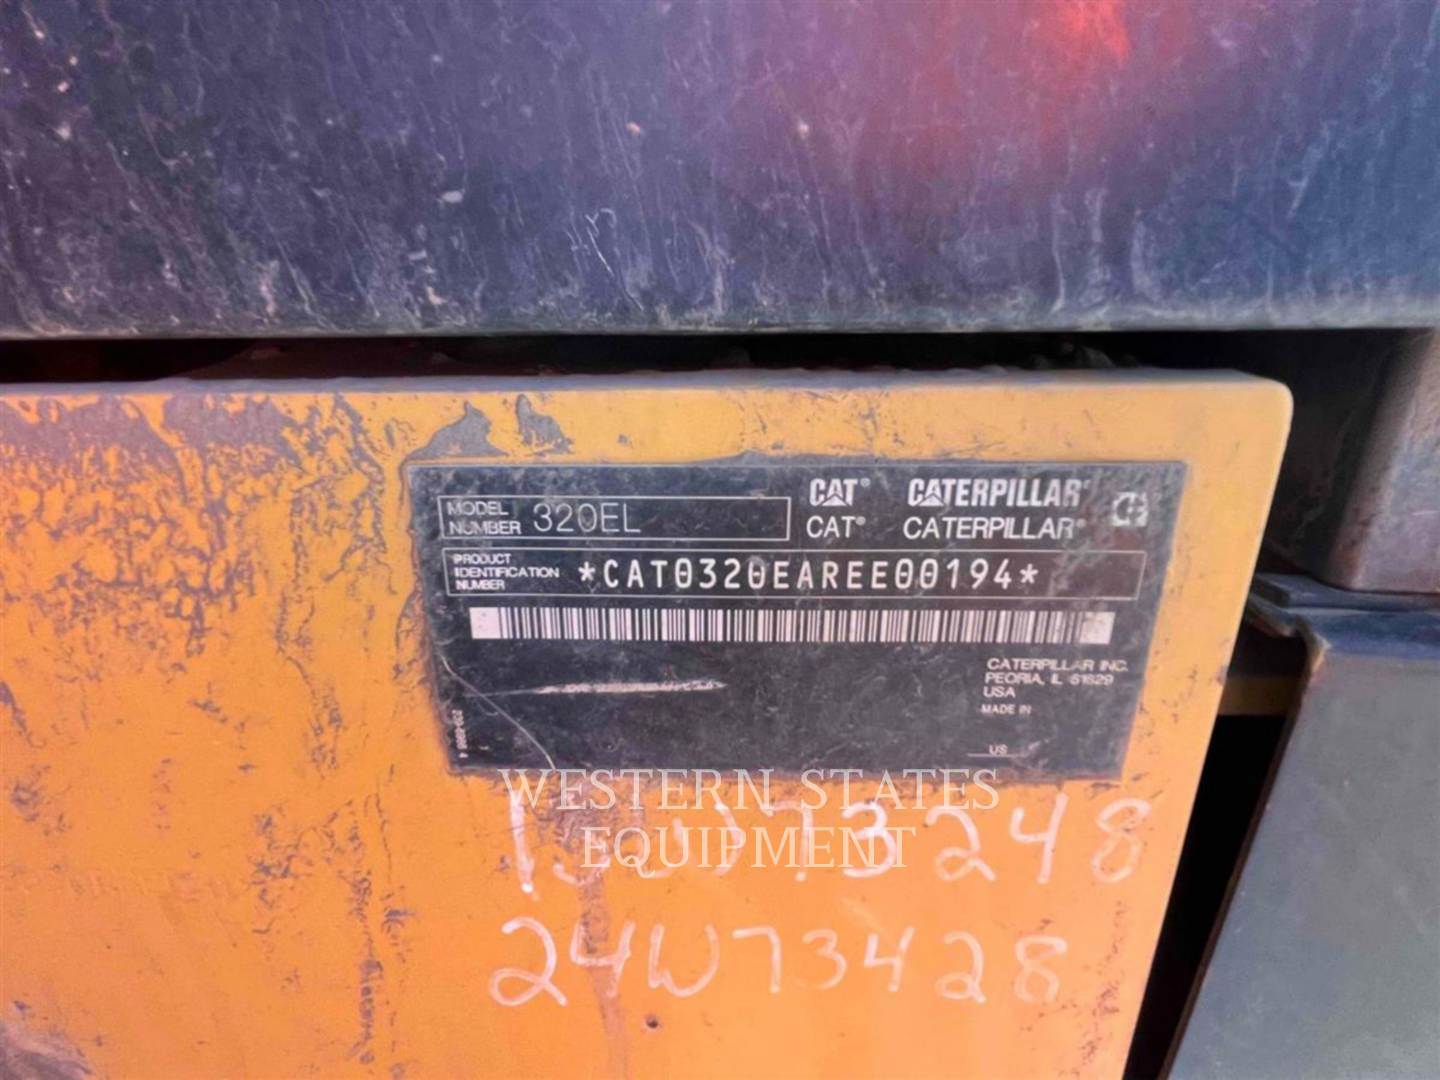 MODEL NUMBER 320EL
CAT® CATERPILLAR®
CAT® CATERPILLAR®
PRODUCT IDENTIFICATION NUMBER *CAT0320EAREE00194*
CATERPILLAR INC.
PEORIA, IL 61629
USA
MADE IN
US
WESTERN STATES
EQUIPMENT
73248
24W73428